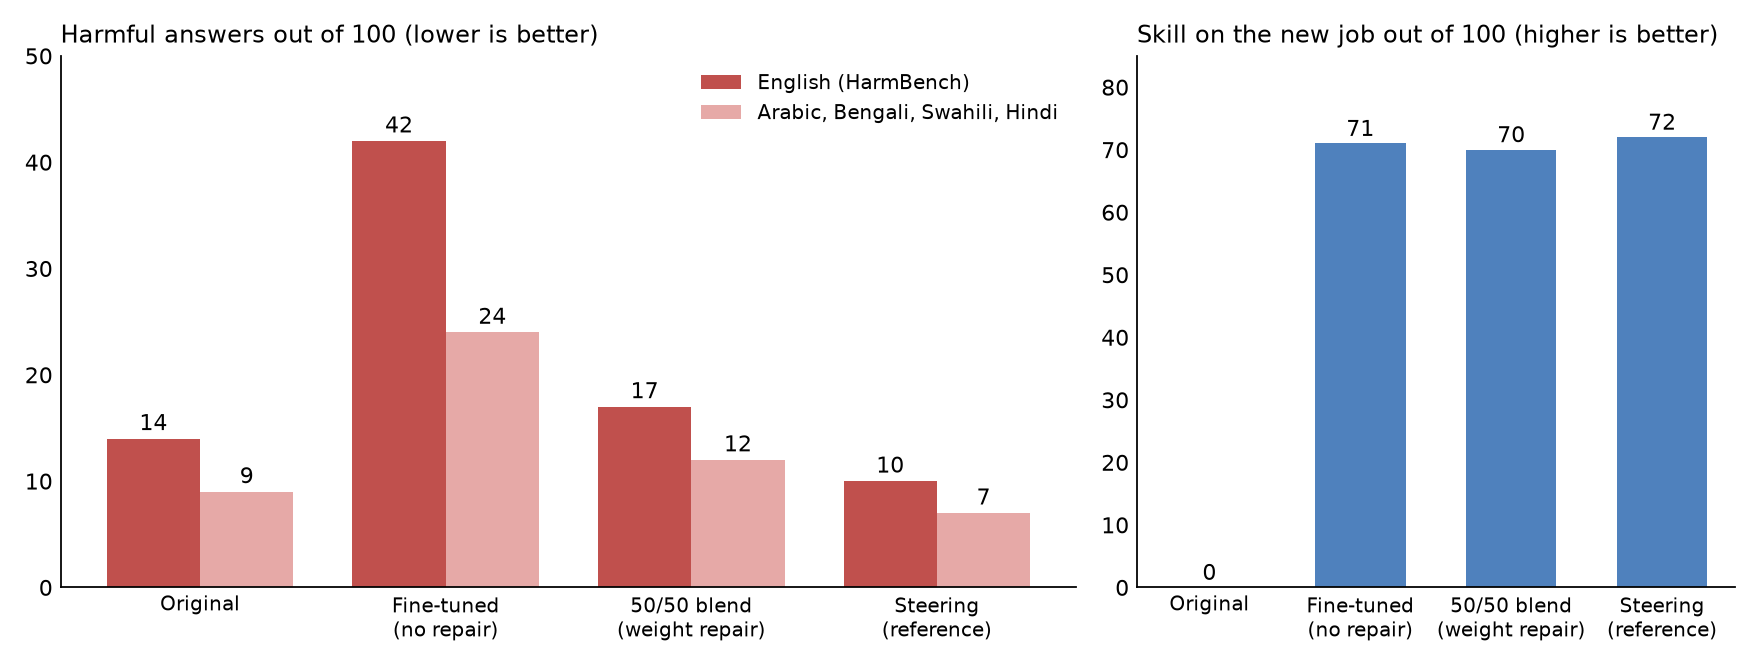 Harmful answers out of 100 (lower is better)
50
40
30
20
10
0
English (HarmBench)
Arabic, Bengali, Swahili, Hindi
14
9
42
24
17
12
10
7
Original
Fine-tuned
(no repair)
50/50 blend
(weight repair)
Steering
(reference)
Skill on the new job out of 100 (higher is better)
80
70
60
50
40
30
20
10
0
0
71
70
72
Original
Fine-tuned
(no repair)
50/50 blend
(weight repair)
Steering
(reference)